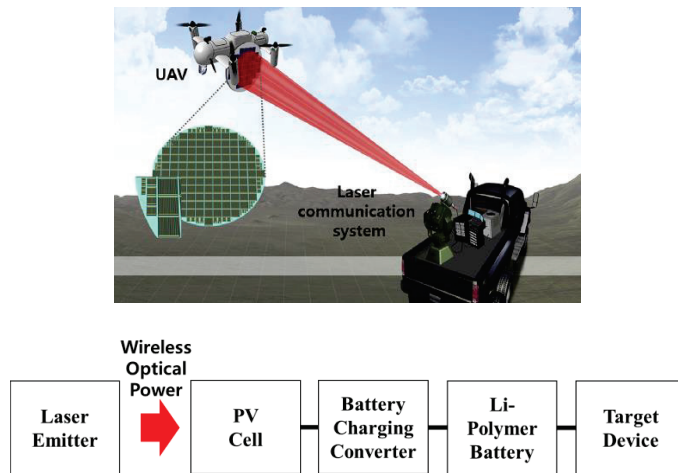 UAV
Laser
communication
system
Wireless
Optical
Power
Laser
Emitter
PV
Cell
Battery
Charging
Converter
Li-
Polymer
Battery
Target
Device